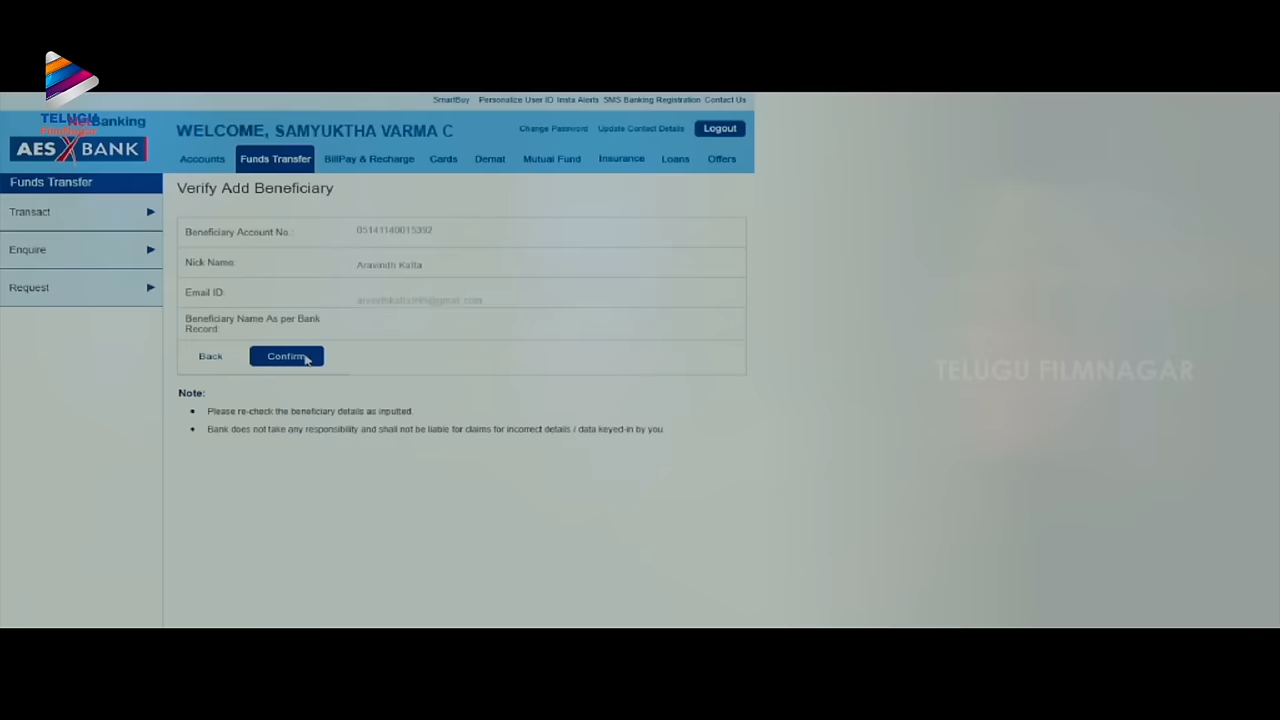 SmartBuy Personalize User ID Insta Alerts SMS Banking Registration Contact Us
TELUGU
FilmNagar
NetBanking
AES X BANK
WELCOME, SAMYUKTHA VARMA C
Change Password Update Contact Details Logout
Accounts Funds Transfer BillPay & Recharge Cards Demat Mutual Fund Insurance Loans Offers
Funds Transfer
Transact
Enquire
Request
Verify Add Beneficiary
Beneficiary Account No.: 05141140015392
Nick Name: Aravindh Kalta
Email ID:
Beneficiary Name As per Bank
Record:
Back Confirm
Note:
Please re-check the beneficiary details as inputted.
Bank does not take any responsibility and shall not be liable for claims for incorrect details / data keyed-in by you
TELUGU FILMNAGAR